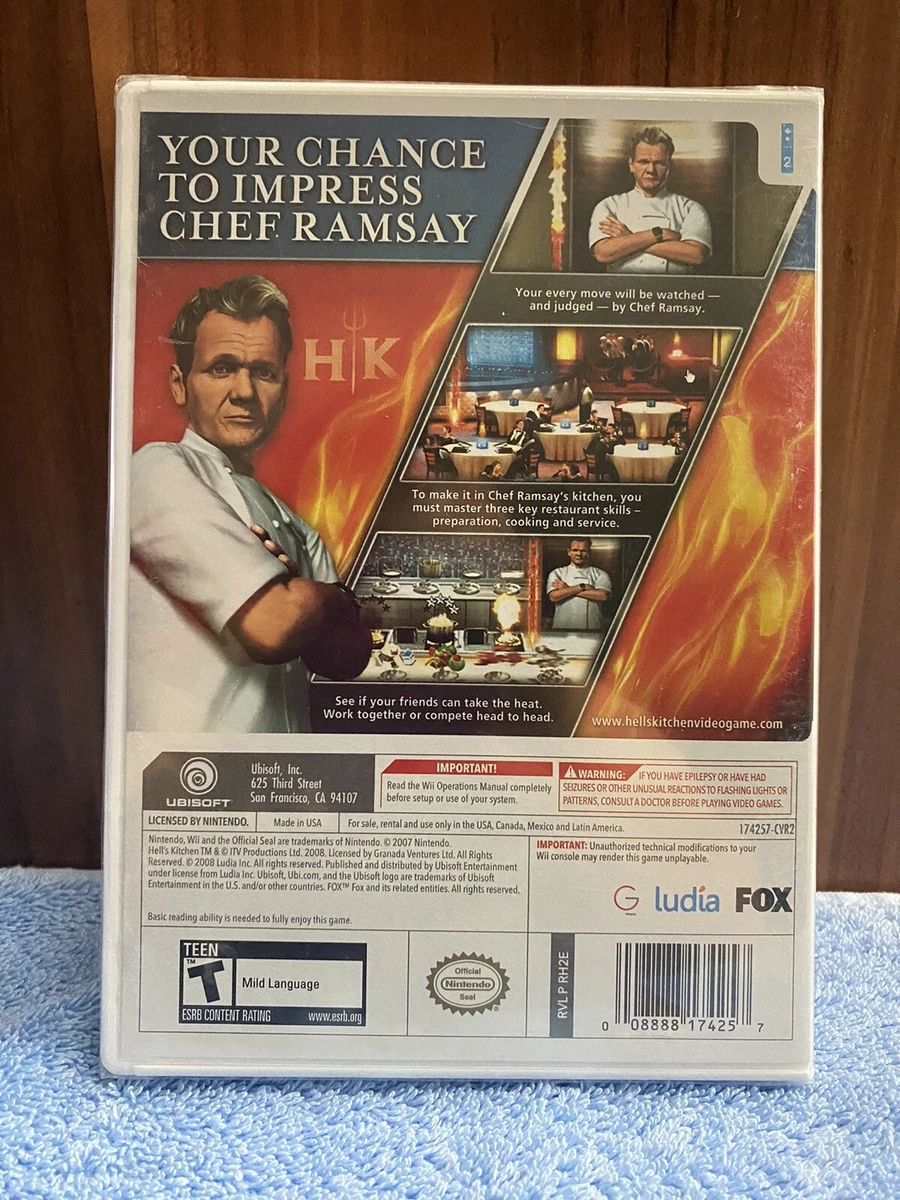 YOUR CHANCE
TO IMPRESS
CHEF RAMSAY
2
Your every move will be watched —
and judged — by Chef Ramsay.
H K
To make it in Chef Ramsay's kitchen, you
must master three key restaurant skills –
preparation, cooking and service.
See if your friends can take the heat.
Work together or compete head to head.
www.hellskitchenvideogame.com
UBISOFT
Ubisoft, Inc.
625 Third Street
San Francisco, CA 94107
IMPORTANT!
Read the Wii Operations Manual completely
before setup or use of your system.
WARNING: IF YOU HAVE EPILEPSY OR HAVE HAD
SEIZURES OR OTHER UNUSUAL REACTIONS TO FLASHING LIGHTS OR
PATTERNS, CONSULT A DOCTOR BEFORE PLAYING VIDEO GAMES.
LICENSED BY NINTENDO.
Made in USA
For sale, rental and use only in the USA, Canada, Mexico and Latin America.
174257-CVR2
Nintendo, Wii and the Official Seal are trademarks of Nintendo. © 2007 Nintendo.
Hell's Kitchen TM & © ITV Productions Ltd. 2008. Licensed by Granada Ventures Ltd. All Rights
Reserved. © 2008 Ludia Inc. All rights reserved. Published and distributed by Ubisoft Entertainment
under license from Ludia Inc. Ubisoft, Ubi.com, and the Ubisoft logo are trademarks of Ubisoft
Entertainment in the U.S. and/or other countries. FOX™ Fox and its related entities. All rights reserved.
Basic reading ability is needed to fully enjoy this game.
IMPORTANT: Unauthorized technical modifications to your
Wii console may render this game unplayable.
G ludia FOX
TEEN
T™
Mild Language
ESRB CONTENT RATING www.esrb.org
Official
Nintendo
Seal
RVL P RH2E
0 08888 17425 7